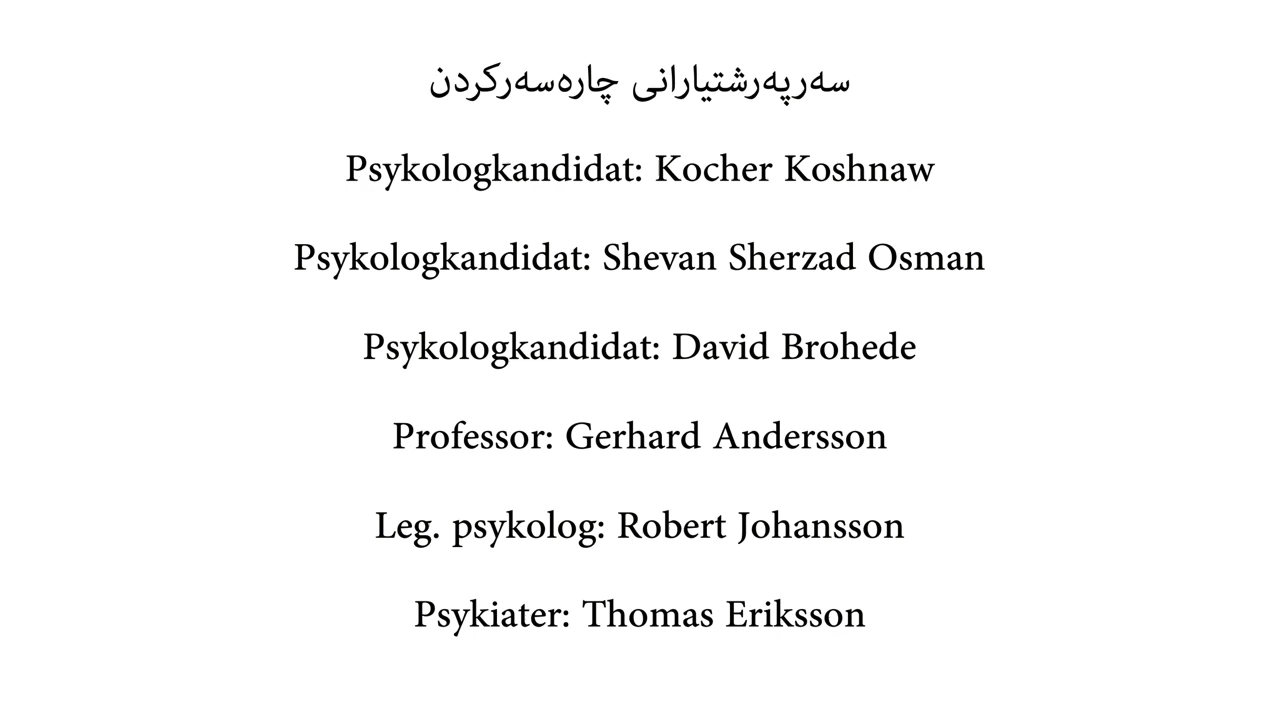 سەرپەرشتیارانی چارەسەرکردن
Psykologkandidat: Kocher Koshnaw
Psykologkandidat: Shevan Sherzad Osman
Psykologkandidat: David Brohede
Professor: Gerhard Andersson
Leg. psykolog: Robert Johansson
Psykiater: Thomas Eriksson